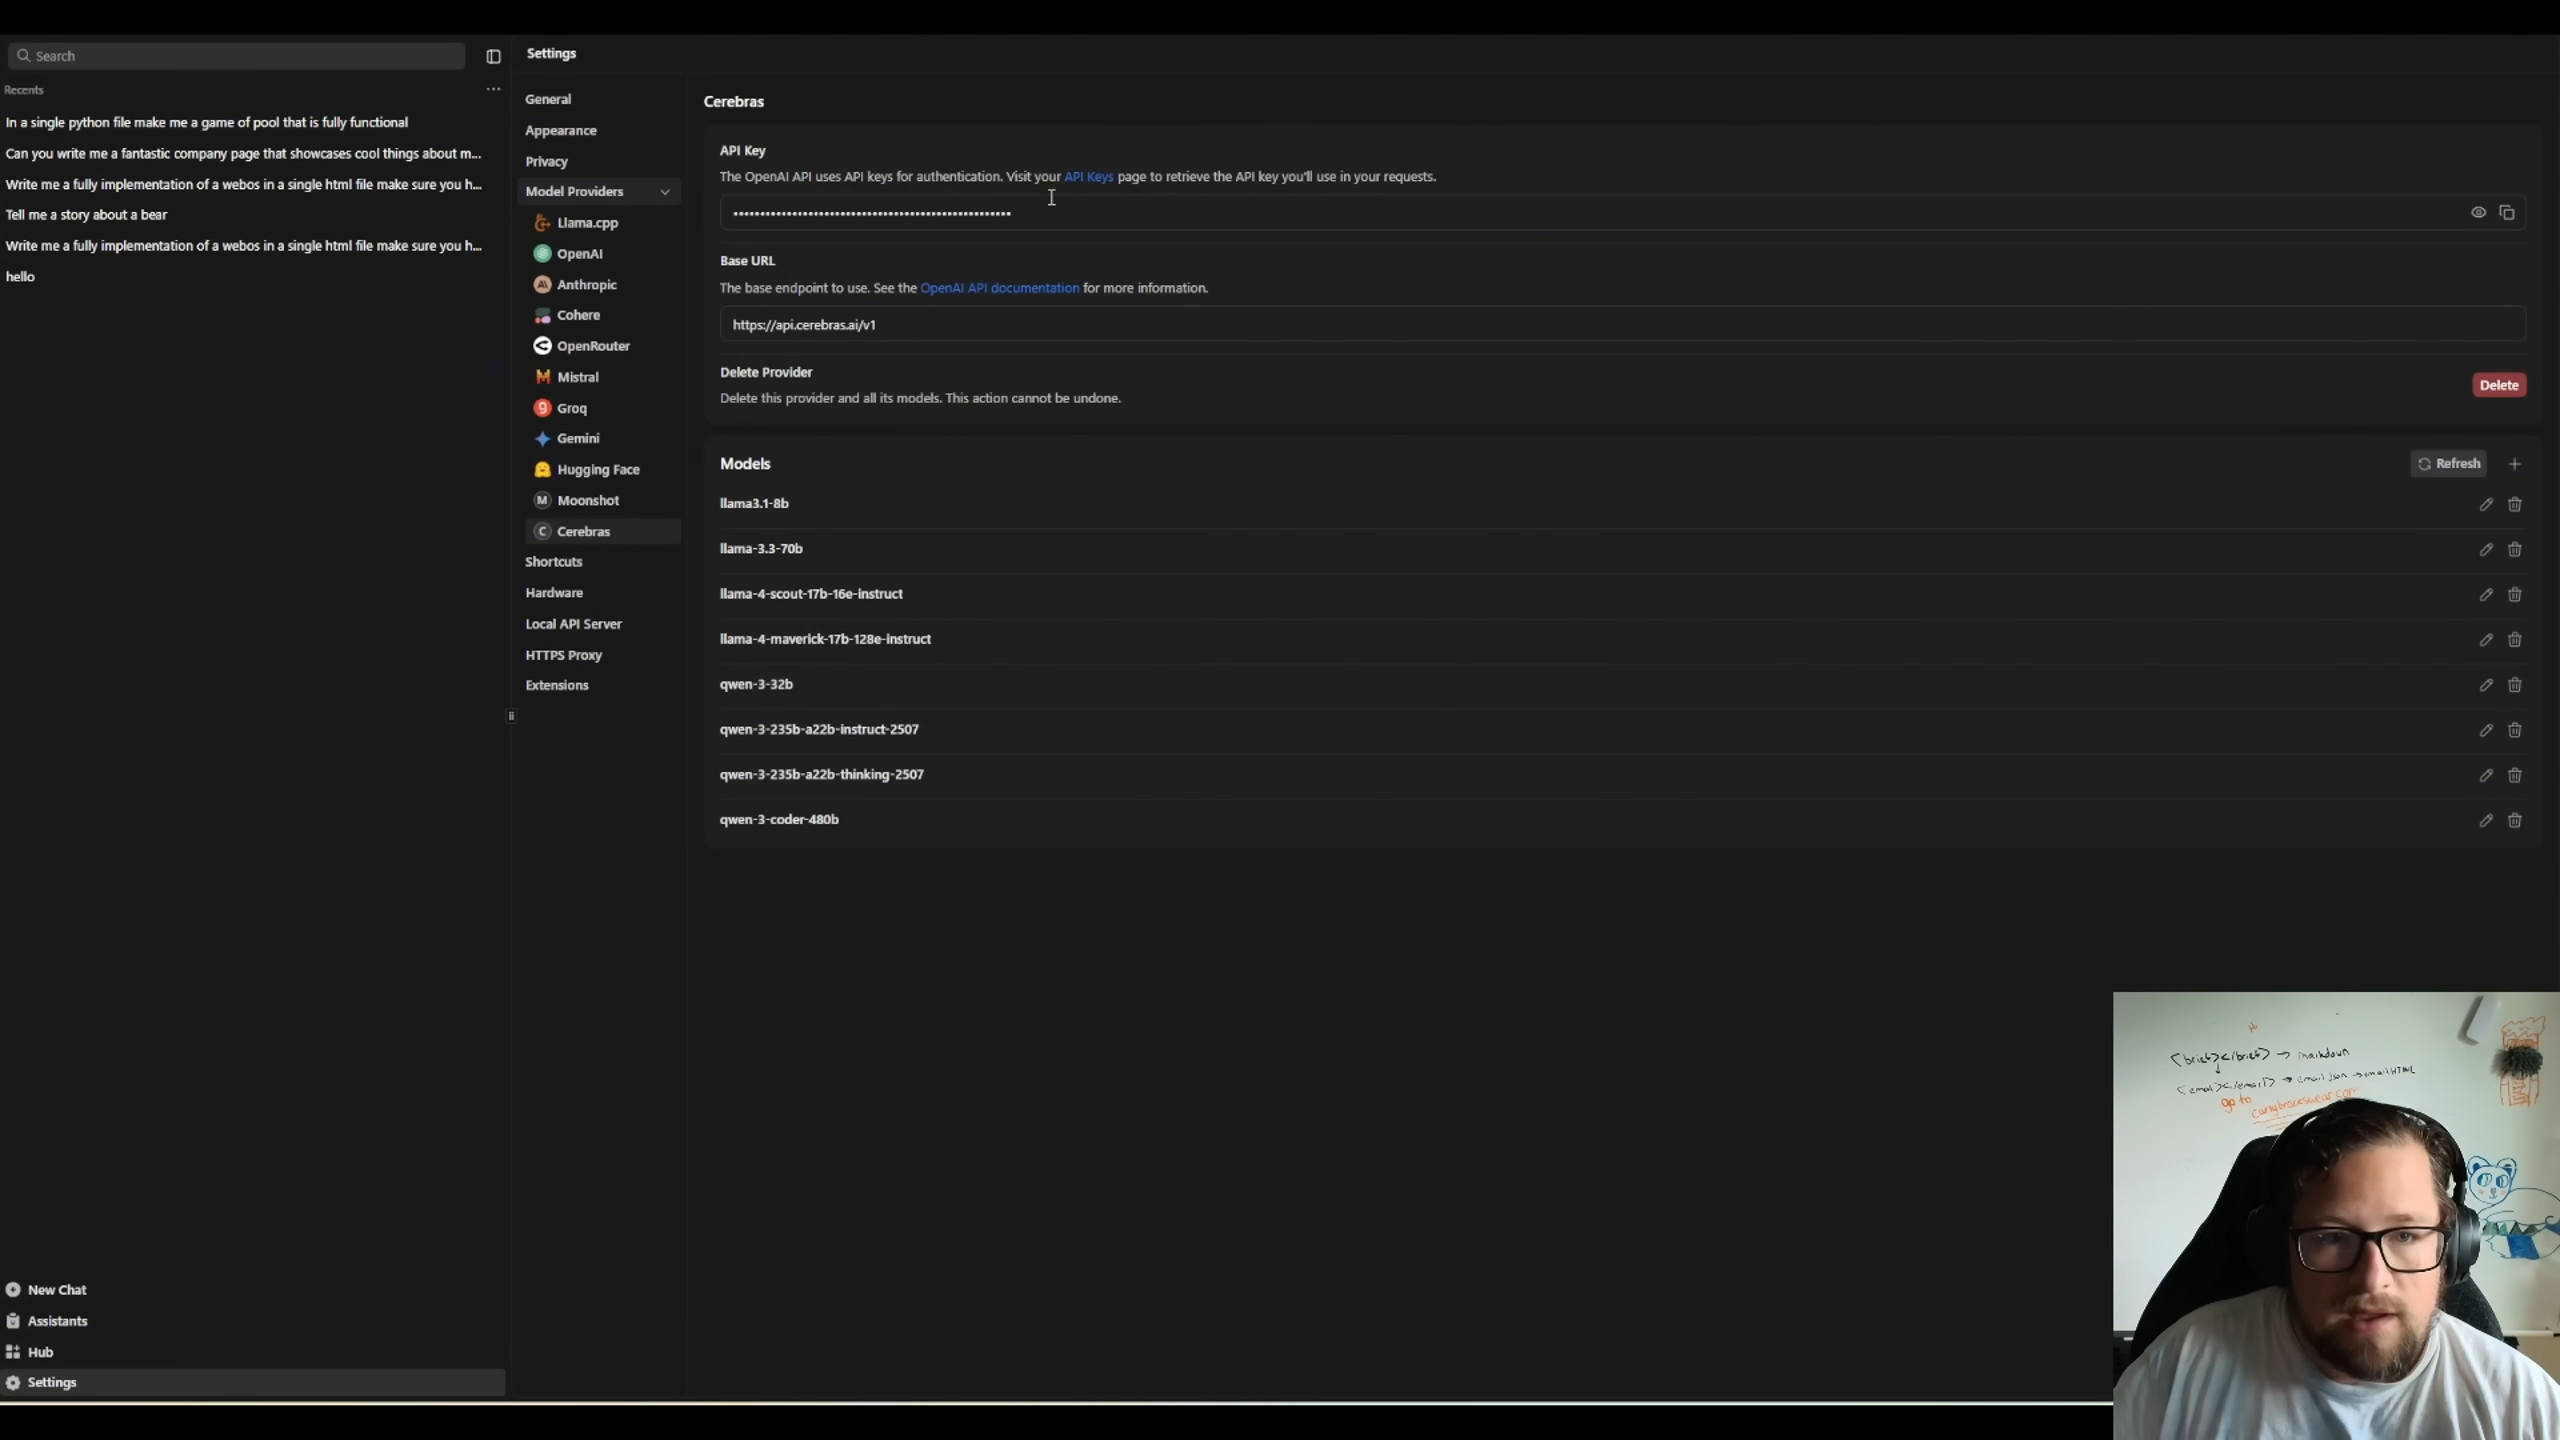 Search
Recents
In a single python file make me a game of pool that is fully functional
Can you write me a fantastic company page that showcases cool things about m...
Write me a fully implementation of a webos in a single html file make sure you h...
Tell me a story about a bear
Write me a fully implementation of a webos in a single html file make sure you h...
hello
New Chat
Assistants
Hub
Settings
Settings
General
Appearance
Privacy
Model Providers
Llama.cpp
OpenAI
Anthropic
Cohere
OpenRouter
Mistral
Groq
Gemini
Hugging Face
M Moonshot
C Cerebras
Shortcuts
Hardware
Local API Server
HTTPS Proxy
Extensions
Cerebras
API Key
The OpenAI API uses API keys for authentication. Visit your API Keys page to retrieve the API key you'll use in your requests.
Base URL
The base endpoint to use. See the OpenAI API documentation for more information.
https://api.cerebras.ai/v1
Delete Provider
Delete this provider and all its models. This action cannot be undone.
Delete
Models
Refresh
llama3.1-8b
llama-3.3-70b
llama-4-scout-17b-16e-instruct
llama-4-maverick-17b-128e-instruct
qwen-3-32b
qwen-3-235b-a22b-instruct-2507
qwen-3-235b-a22b-thinking-2507
qwen-3-coder-480b
<brief></brief> → markdown
<email></email> → email json → email HTML
go to